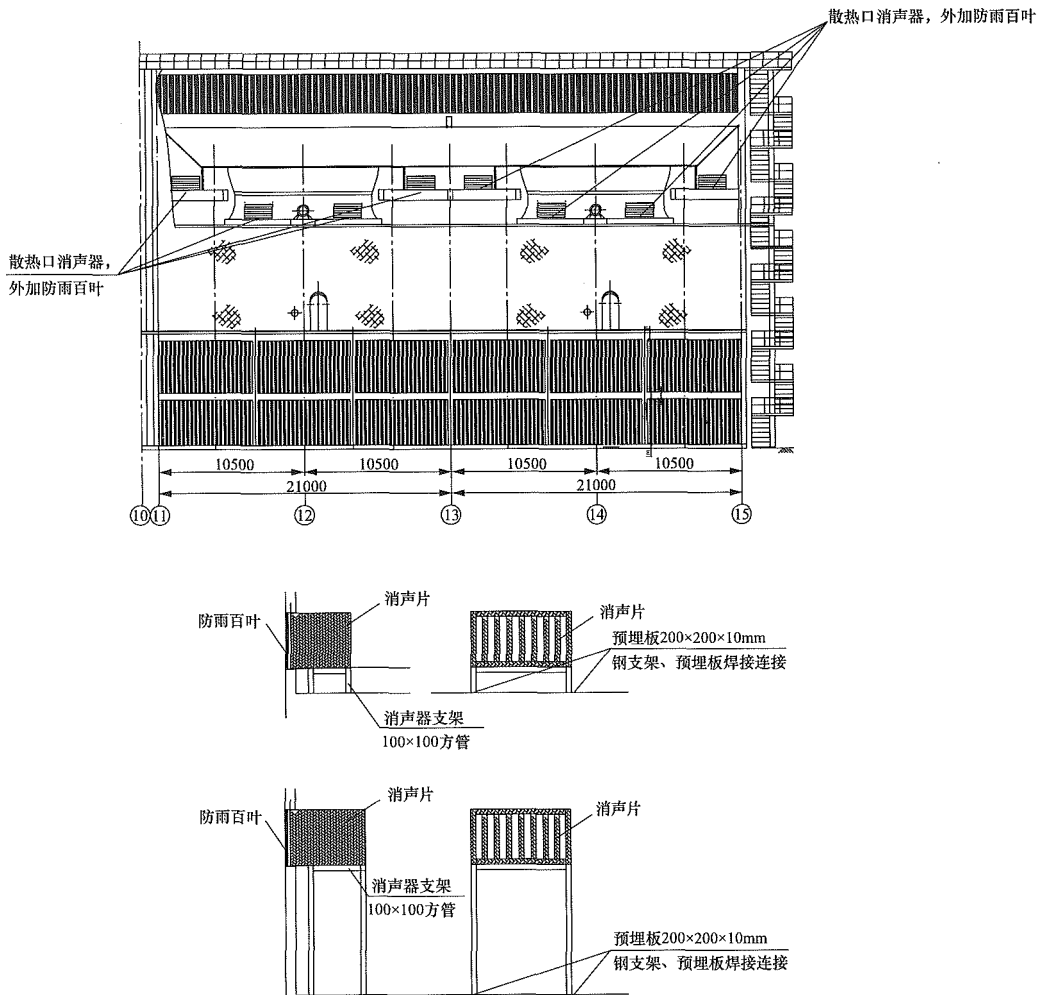 散热口消声器，外加防雨百叶
散热口消声器，
外加防雨百叶
10500 10500 10500 10500
21000 21000
10 11 12 13 14 15
防雨百叶
消声片
消声器支架
100×100方管
消声片
预埋板200×200×10mm
钢支架、预埋板焊接连接
防雨百叶
消声片
消声器支架
100×100方管
消声片
预埋板200×200×10mm
钢支架、预埋板焊接连接